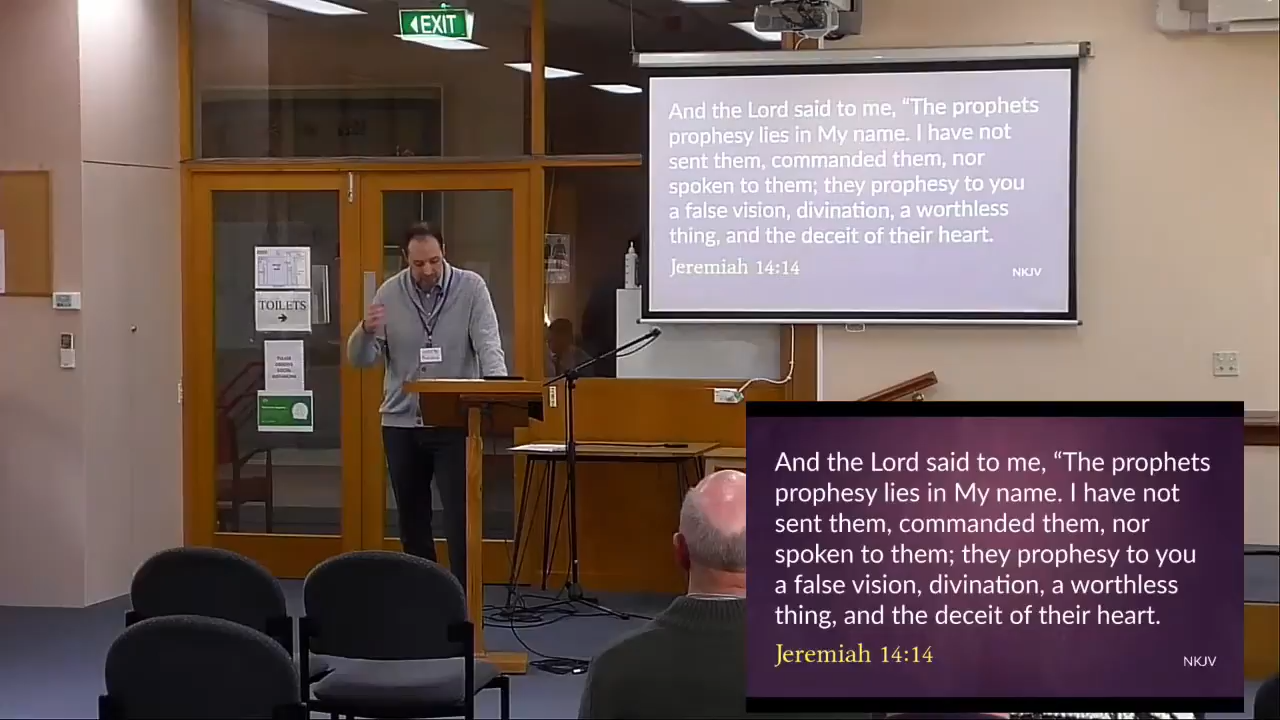 EXIT
And the Lord said to me, “The prophets
prophesy lies in My name. I have not
sent them, commanded them, nor
spoken to them; they prophesy to you
a false vision, divination, a worthless
thing, and the deceit of their heart.
Jeremiah 14:14
NKJV
TOILETS
And the Lord said to me, “The prophets
prophesy lies in My name. I have not
sent them, commanded them, nor
spoken to them; they prophesy to you
a false vision, divination, a worthless
thing, and the deceit of their heart.
Jeremiah 14:14
NKJV